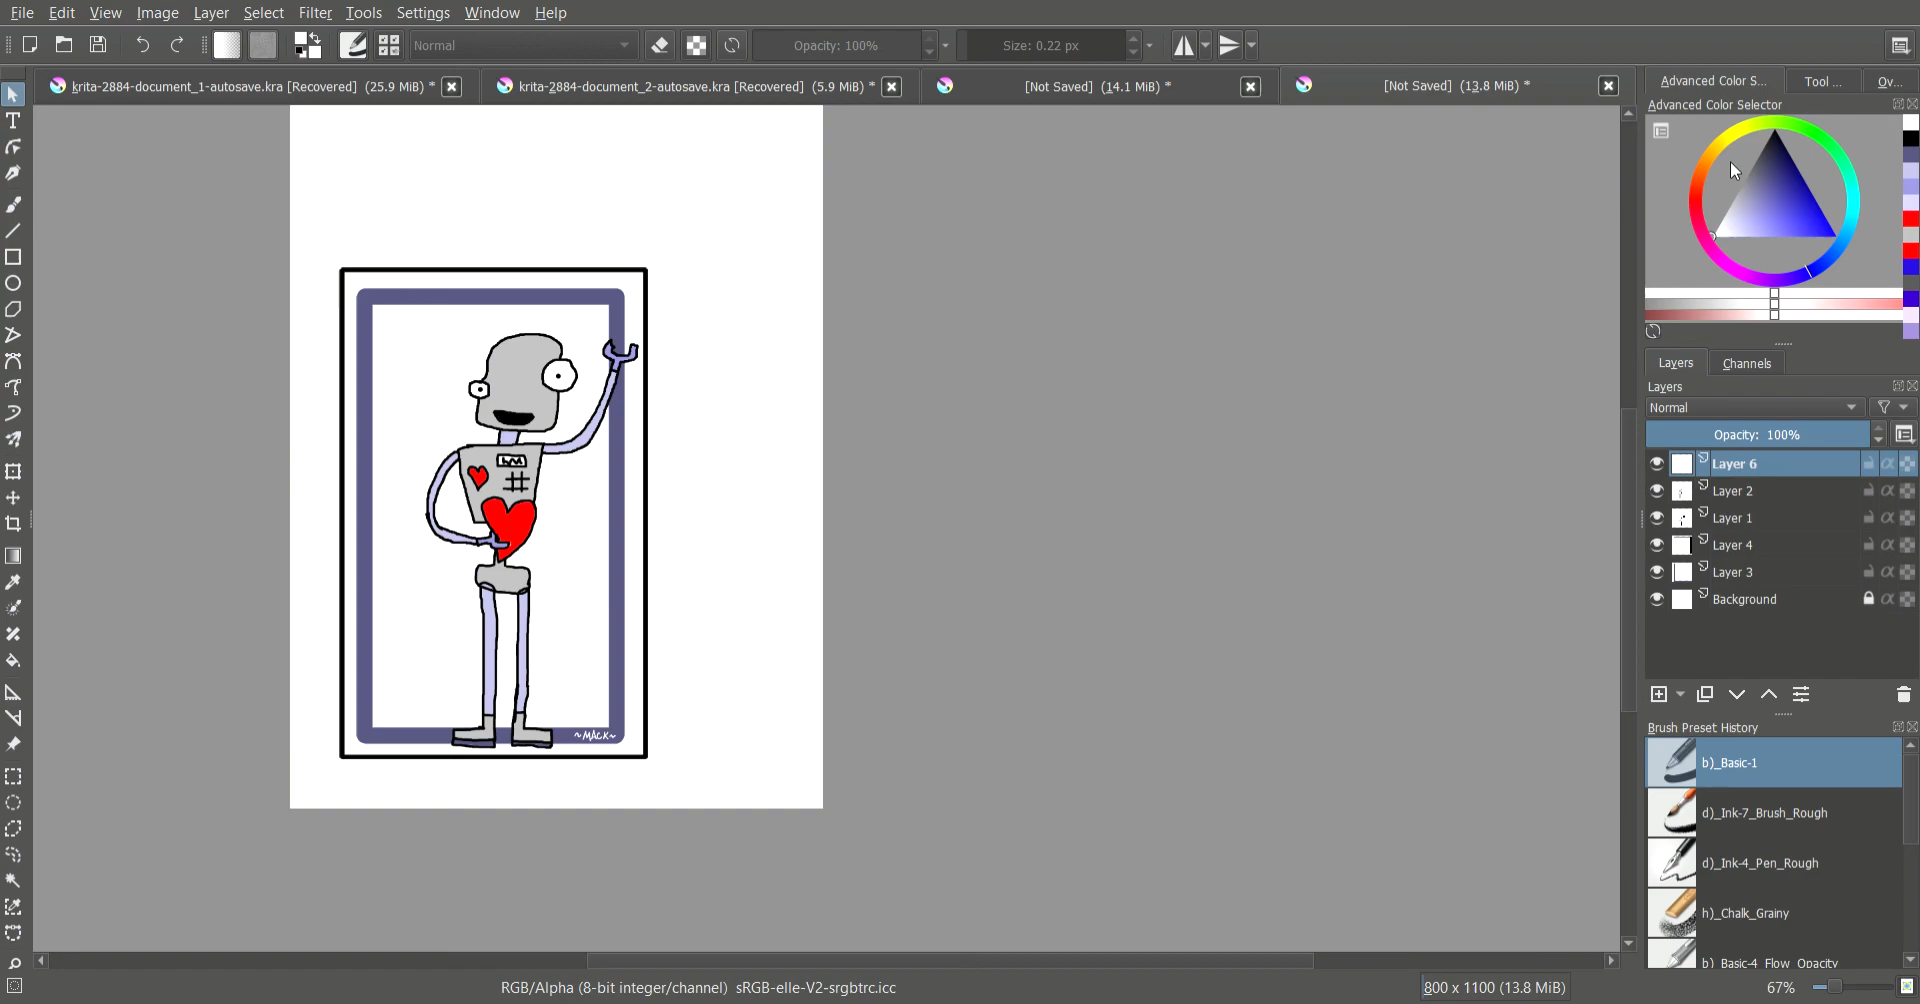 File Edit View Image Layer Select Filter Tools Settings Window Help
Normal Opacity: 100% Size: 0.22 px
krita-2884-document_1-autosave.kra [Recovered] (25.9 MiB) * krita-2884-document_2-autosave.kra [Recovered] (5.9 MiB) * [Not Saved] (14.1 MiB) * [Not Saved] (13.8 MiB) *
Advanced Color S... Tool ... Ov...
Advanced Color Selector
Layers Channels
Layers
Normal
Opacity: 100%
Layer 6
Layer 2
Layer 1
Layer 4
Layer 3
Background
Brush Preset History
b)_Basic-1
d)_Ink-7_Brush_Rough
d)_Ink-4_Pen_Rough
h)_Chalk_Grainy
b)_Basic-4_Flow_Opacity
~MACK~
RGB/Alpha (8-bit integer/channel) sRGB-elle-V2-srgbtrc.icc 800 x 1100 (13.8 MiB) 67%